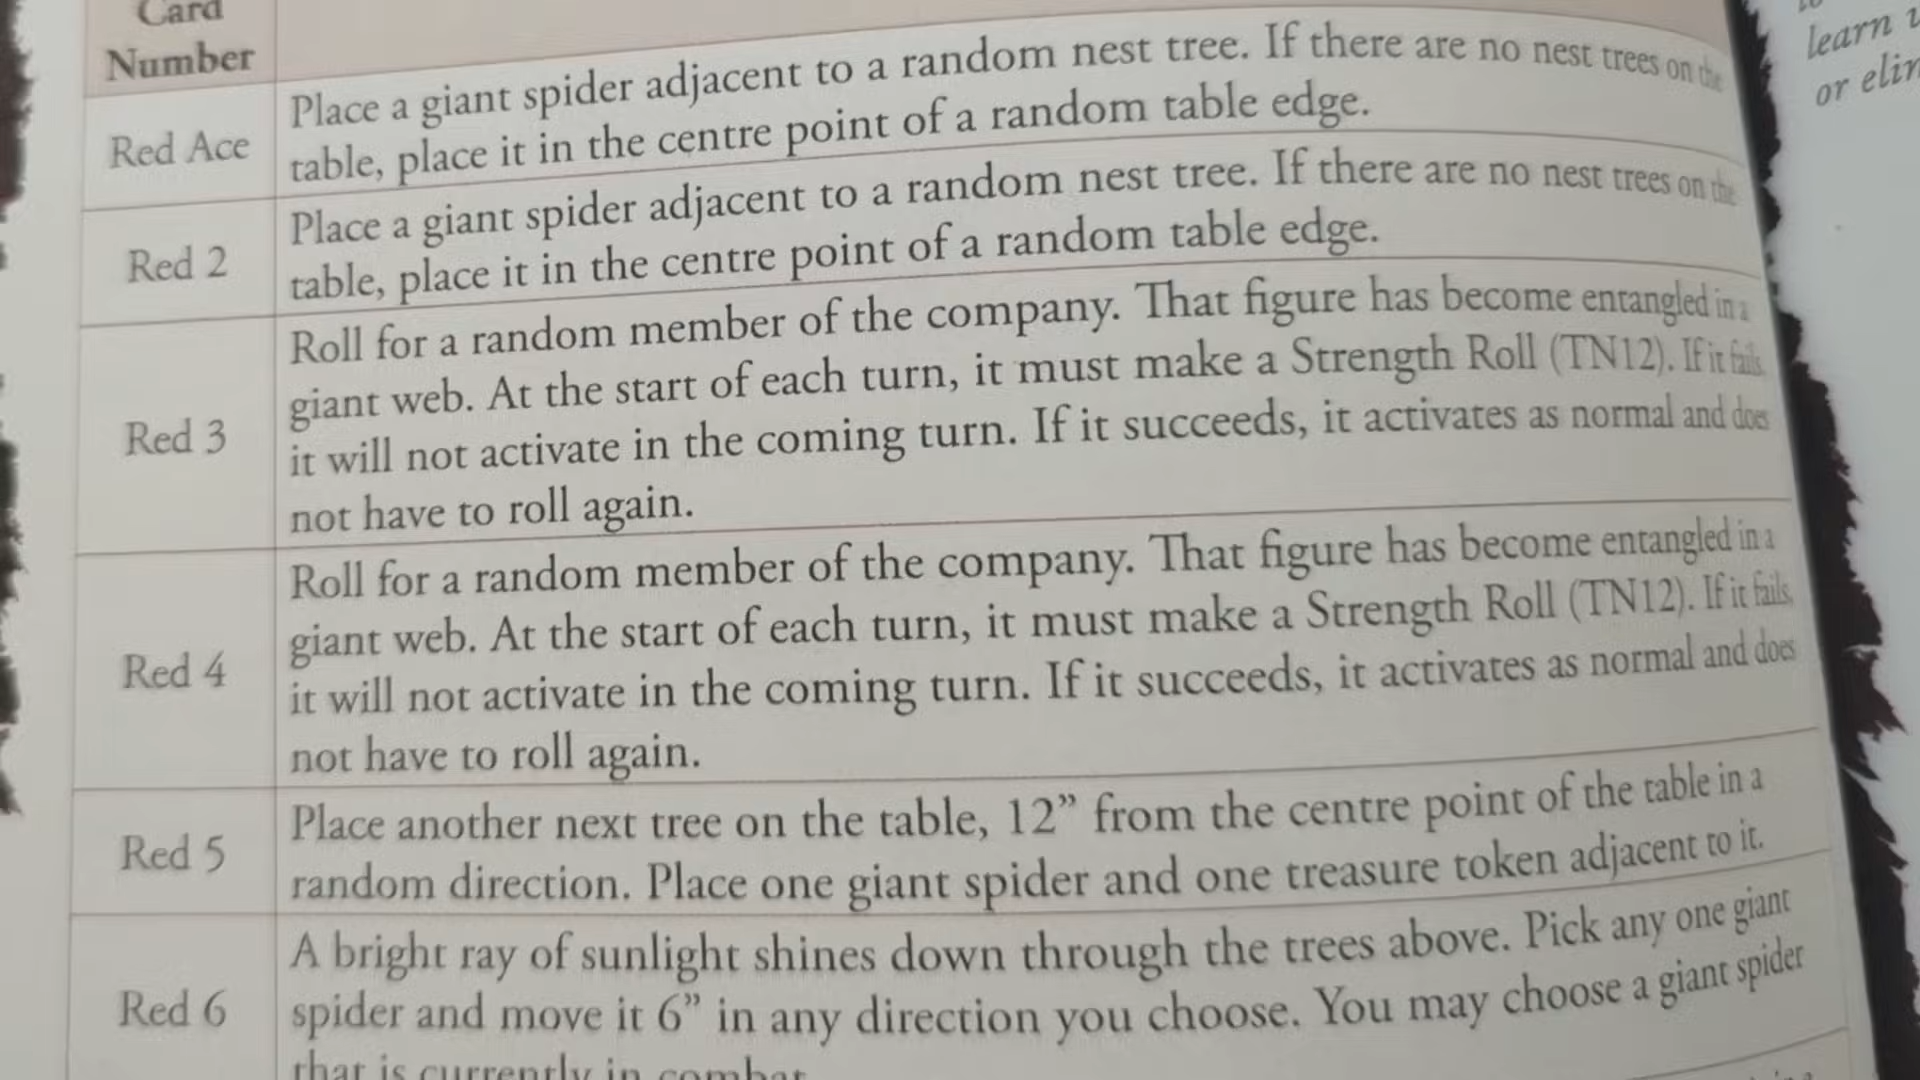 Card
Number
Red Ace
Place a giant spider adjacent to a random nest tree. If there are no nest trees on the
table, place it in the centre point of a random table edge.
Red 2
Place a giant spider adjacent to a random nest tree. If there are no nest trees on the
table, place it in the centre point of a random table edge.
Red 3
Roll for a random member of the company. That figure has become entangled in a
giant web. At the start of each turn, it must make a Strength Roll (TN12). If it fails
it will not activate in the coming turn. If it succeeds, it activates as normal and does
not have to roll again.
Red 4
Roll for a random member of the company. That figure has become entangled in a
giant web. At the start of each turn, it must make a Strength Roll (TN12). If it fails,
it will not activate in the coming turn. If it succeeds, it activates as normal and does
not have to roll again.
Red 5
Place another next tree on the table, 12” from the centre point of the table in a
random direction. Place one giant spider and one treasure token adjacent to it.
Red 6
A bright ray of sunlight shines down through the trees above. Pick any one giant
spider and move it 6” in any direction you choose. You may choose a giant spider
that is currently in combat
learn
or